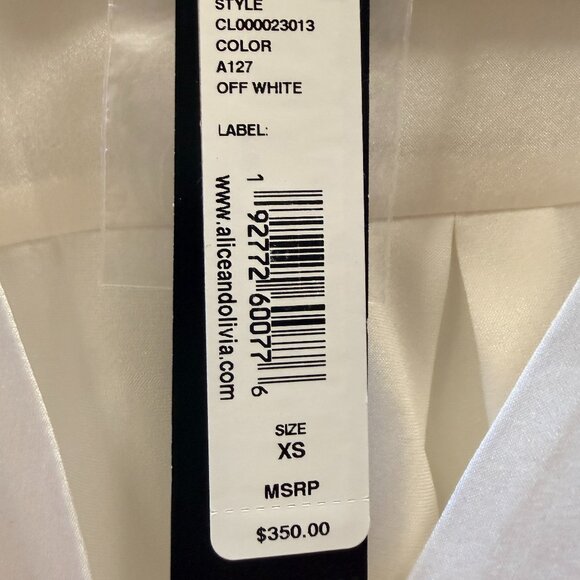 STYLE
CL000023013
COLOR
A127
OFF WHITE
LABEL:
1 92772 60077 6
www.aliceandolivia.com
SIZE
XS
MSRP
$350.00